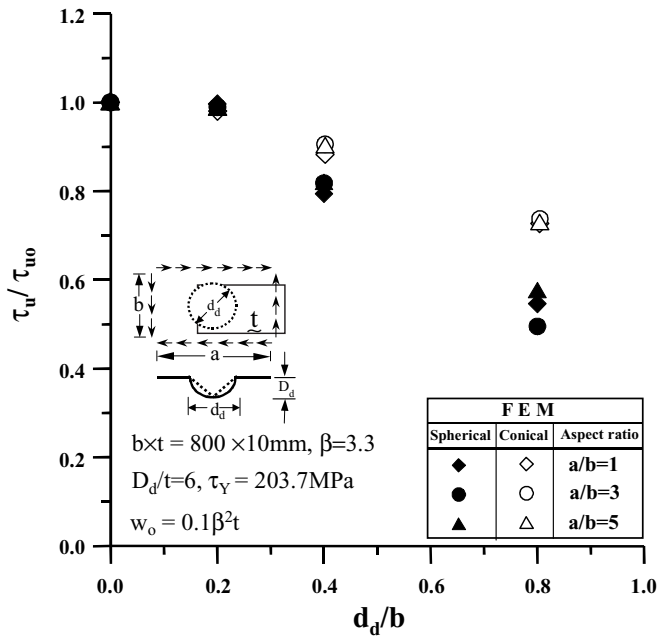 1.2
1.0
0.8
0.6
0.4
0.2
0.0
τu/ τuo
b
dd
t
a
Dd
dd
b×t = 800 ×10mm, β=3.3
Dd/t=6, τY = 203.7MPa
wo = 0.1β²t
F E M
Spherical Conical Aspect ratio
a/b=1
a/b=3
a/b=5
0.0 0.2 0.4 0.6 0.8 1.0
dd/b